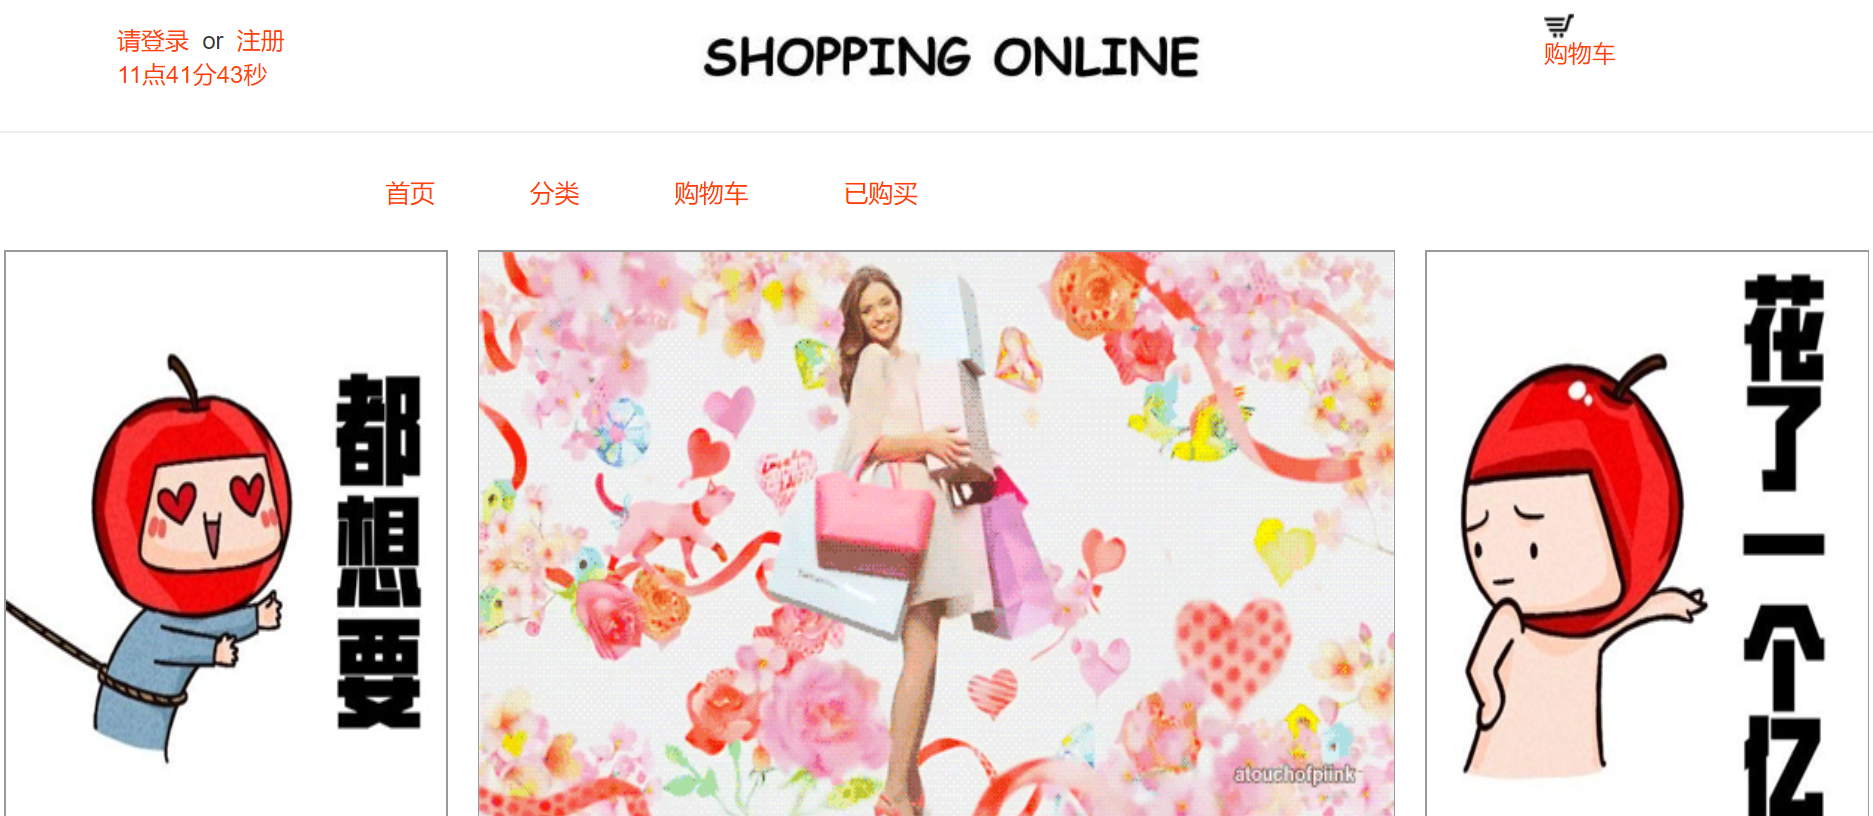 请登录 or 注册
11点41分43秒
SHOPPING ONLINE
购物车
首页 分类 购物车 已购买
都想要
atouchofpiink
花了一个亿